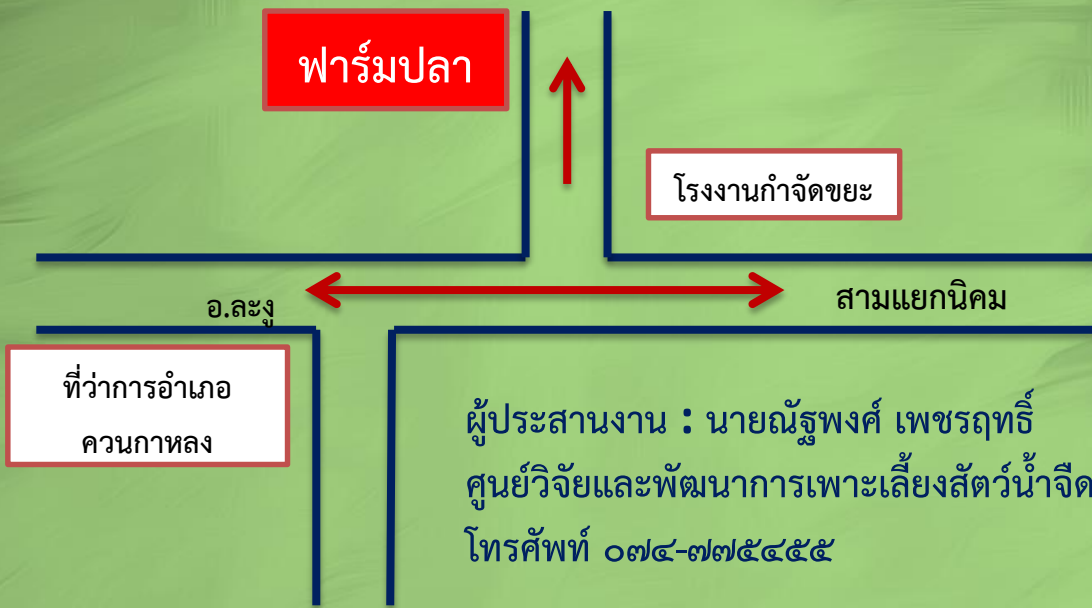 ฟาร์มปลา
โรงงานกำจัดขยะ
อ.ละงู
สามแยกนิคม
ที่ว่าการอำเภอ
ควนกาหลง
ผู้ประสานงาน : นายณัฐพงศ์ เพชรฤทธิ์
ศูนย์วิจัยและพัฒนาการเพาะเลี้ยงสัตว์น้ำจืด
โทรศัพท์ ๐๗๔-๗๗๕๔๕๕